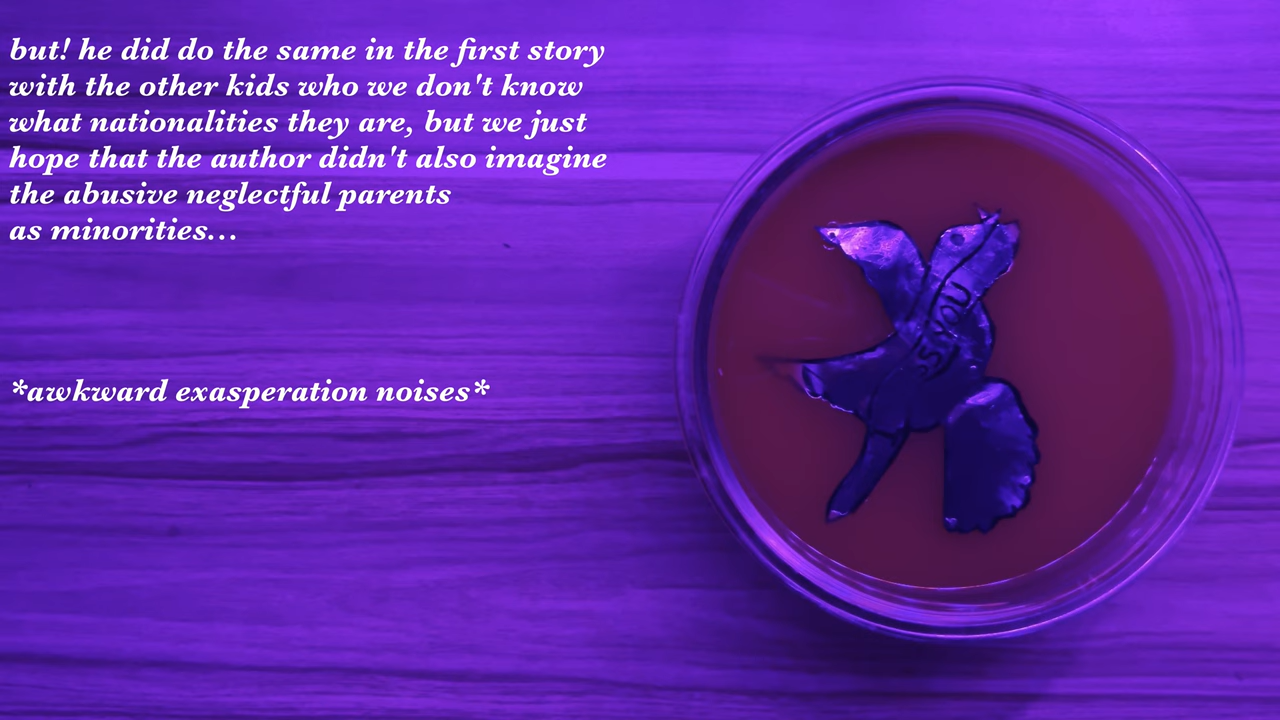 but! he did do the same in the first story
with the other kids who we don't know
what nationalities they are, but we just
hope that the author didn't also imagine
the abusive neglectful parents
as minorities...
*awkward exasperation noises*
you